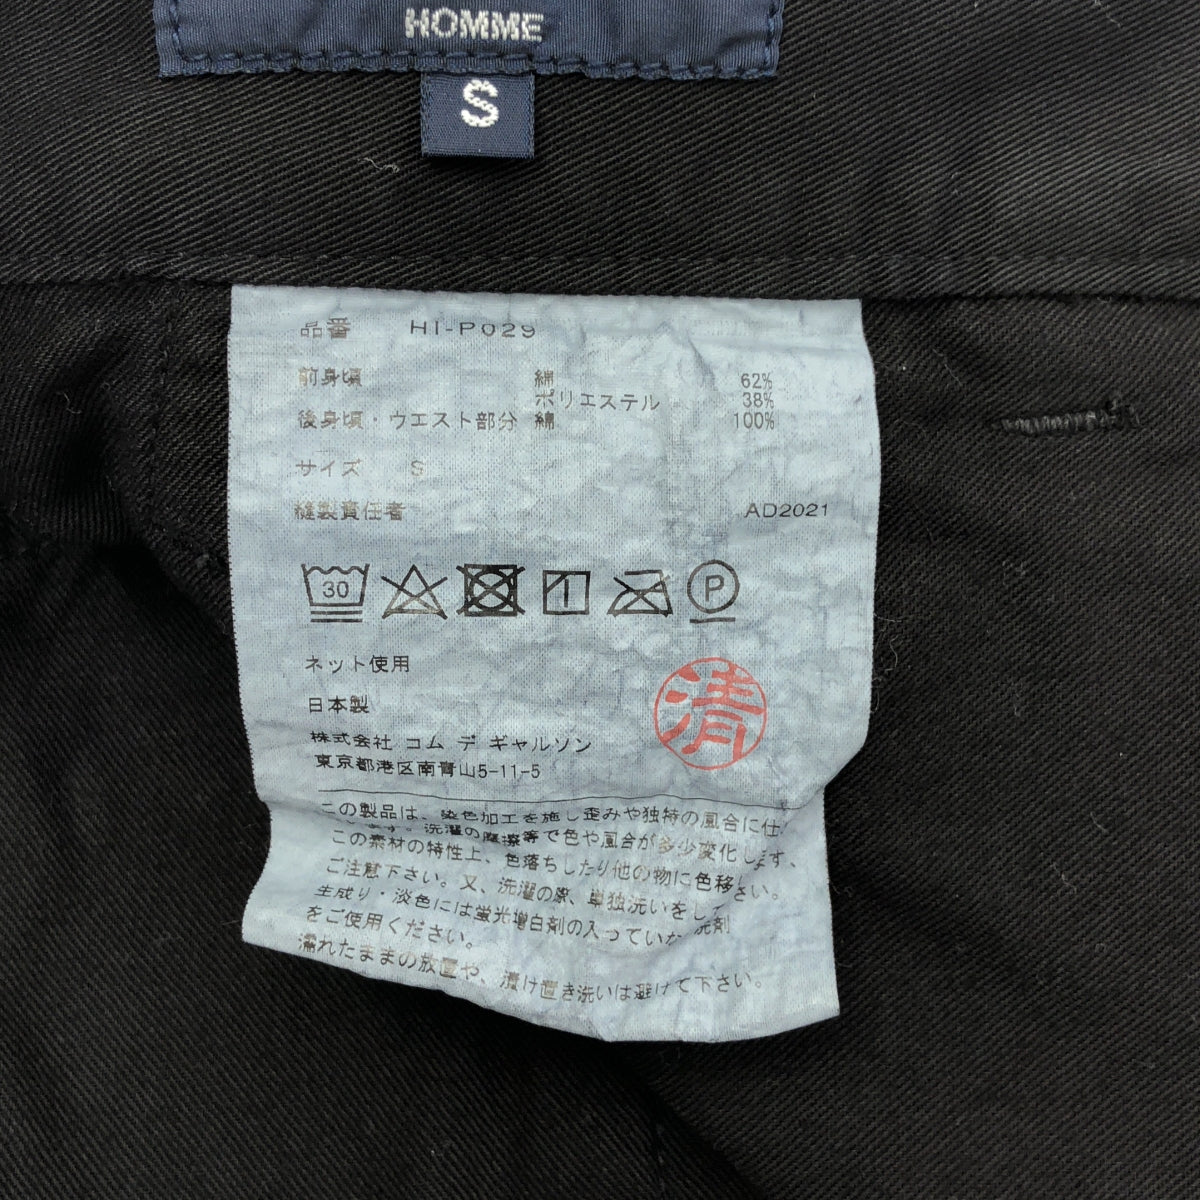 HOMME
S
品番 HI-P029
前身頃 綿 62%
ポリエステル 38%
後身頃・ウエスト部分 綿 100%
サイズ S
縫製責任者 AD2021
30 P
ネット使用
日本製
清
株式会社 コム デ ギャルソン
東京都港区南青山5-11-5
この製品は、染色加工を施し歪みや独特の風合に仕
ます。洗濯の摩擦等で色や風合が多少変化します、
この素材の特性上、色落ちしたり他の物に色移し
ご注意下さい。又、洗濯の際、単独洗いをし さい。
生成り・淡色には蛍光増白剤の入っていか 洗剤
をご使用ください。
濡れたままの放置や、漬け置き洗いは避けて下さい。